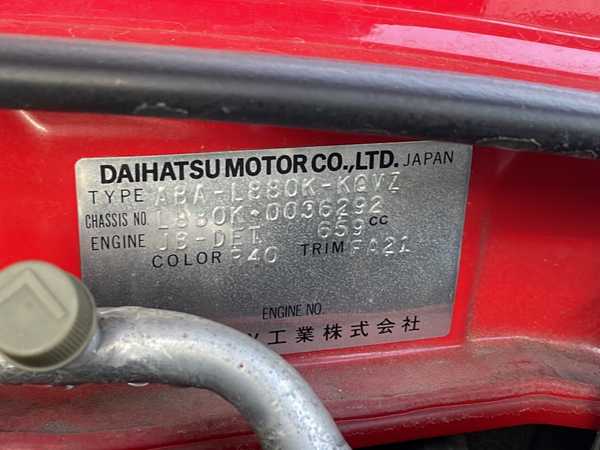 DAIHATSU MOTOR CO.,LTD. JAPAN
TYPE ABA-L880K-KQVZ
CHASSIS NO. L880K-0036292
ENGINE JB-DET 659 cc
COLOR R40 TRIM FA21
ENGINE NO.
工業株式会社